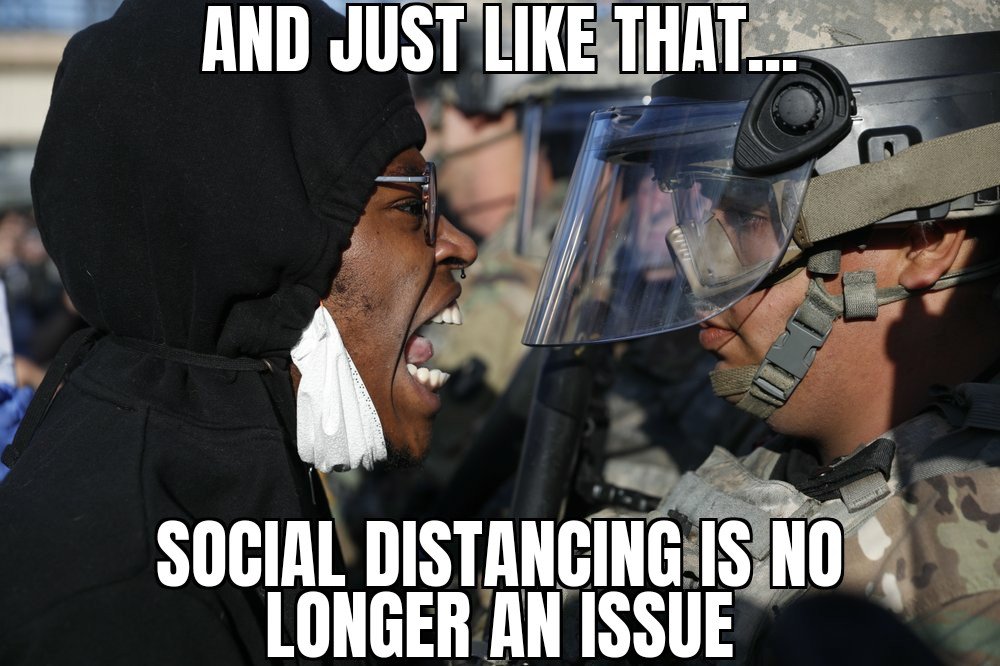 AND JUST LIKE THAT...
SOCIAL DISTANCING IS NO
LONGER AN ISSUE